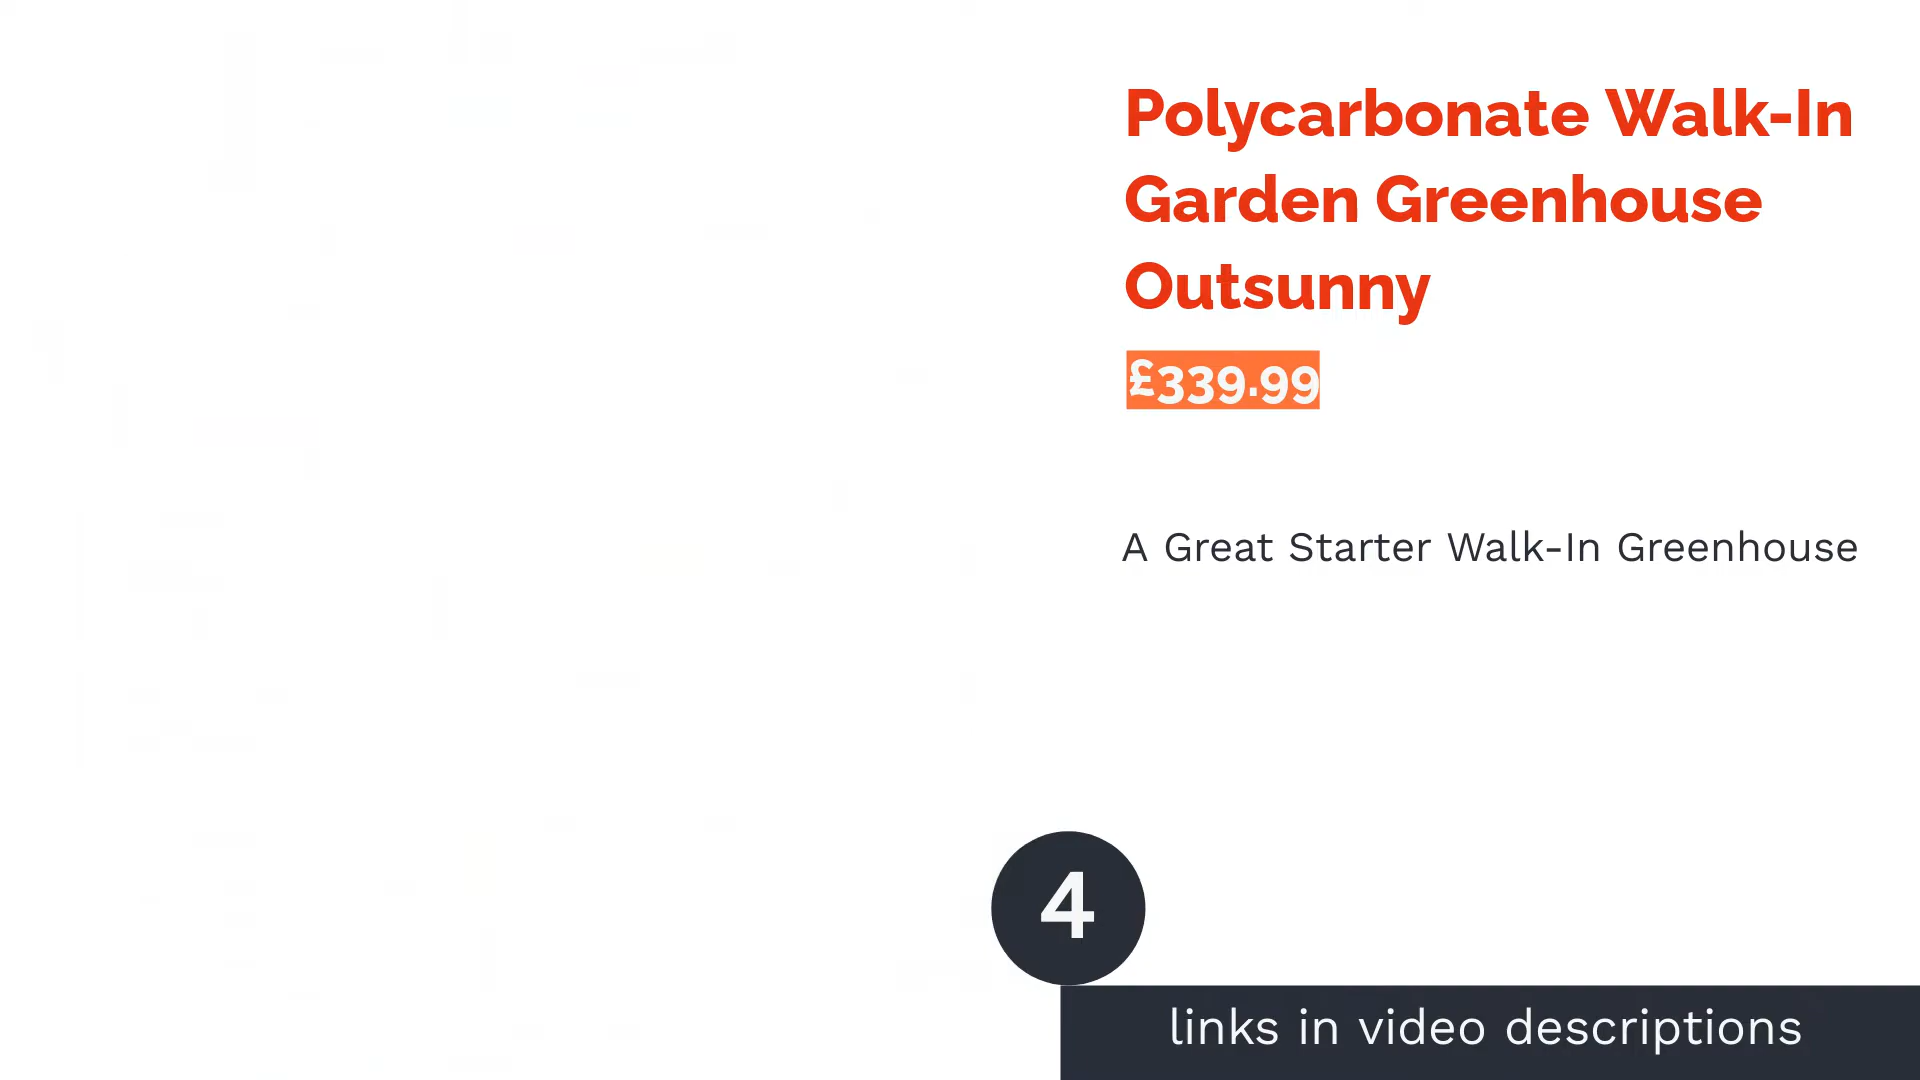 Polycarbonate Walk-In
Garden Greenhouse
Outsunny
£339.99
A Great Starter Walk-In Greenhouse
4
links in video descriptions